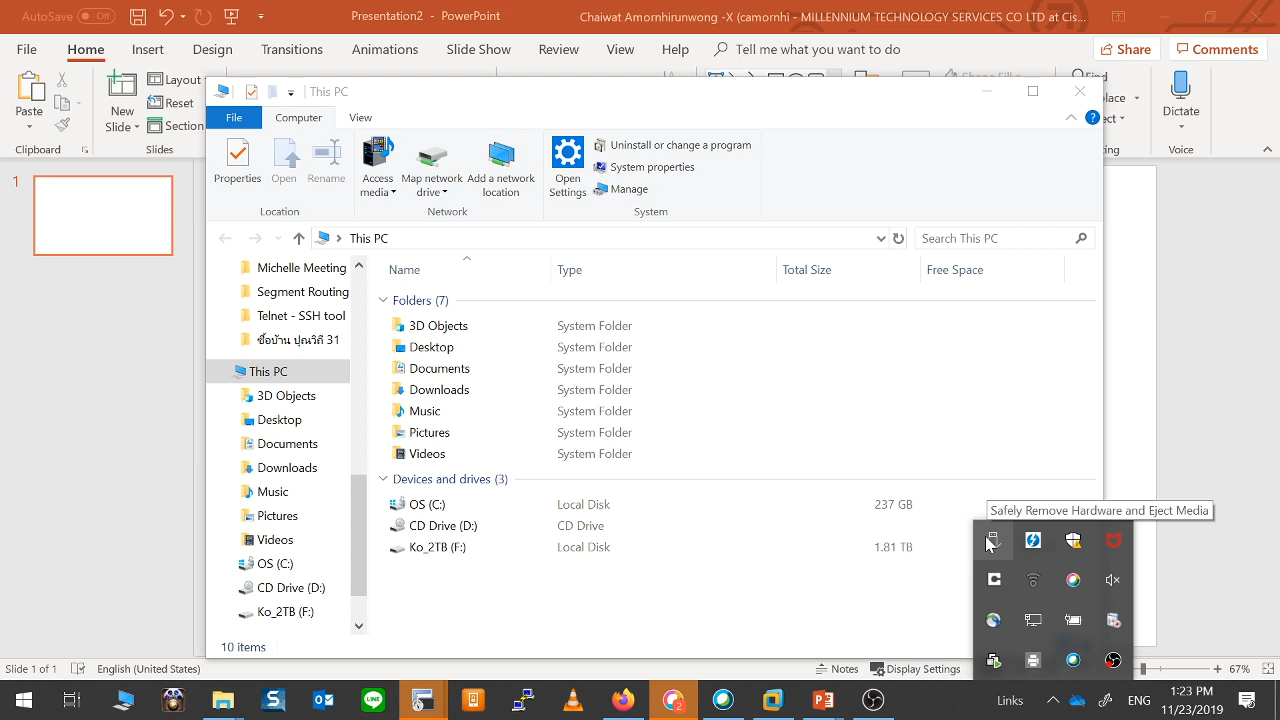 AutoSave Off
Presentation2 - PowerPoint
Chaiwat Amornhirunwong -X (camornhi - MILLENNIUM TECHNOLOGY SERVICES CO LTD at Cis...
File Home Insert Design Transitions Animations Slide Show Review View Help Tell me what you want to do Share Comments
Paste
Clipboard
New
Slide
Layout
Reset
Section
Slides
Find
Dictate
Voice
This PC
File Computer View
Properties Open Rename
Location
Access
media
Map network
drive
Add a network
location
Network
Open
Settings
Uninstall or change a program
System properties
Manage
System
This PC
Search This PC
Michelle Meeting
Segment Routing
Telnet - SSH tool
ซื้อบ้าน ปุณวิถี 31
This PC
3D Objects
Desktop
Documents
Downloads
Music
Pictures
Videos
OS (C:)
CD Drive (D:)
Ko_2TB (F:)
Name Type Total Size Free Space
Folders (7)
3D Objects System Folder
Desktop System Folder
Documents System Folder
Downloads System Folder
Music System Folder
Pictures System Folder
Videos System Folder
Devices and drives (3)
OS (C:) Local Disk 237 GB
CD Drive (D:) CD Drive
Ko_2TB (F:) Local Disk 1.81 TB
Safely Remove Hardware and Eject Media
10 items
1
Slide 1 of 1 English (United States) Notes Display Settings 67%
2
Links ENG
1:23 PM
11/23/2019